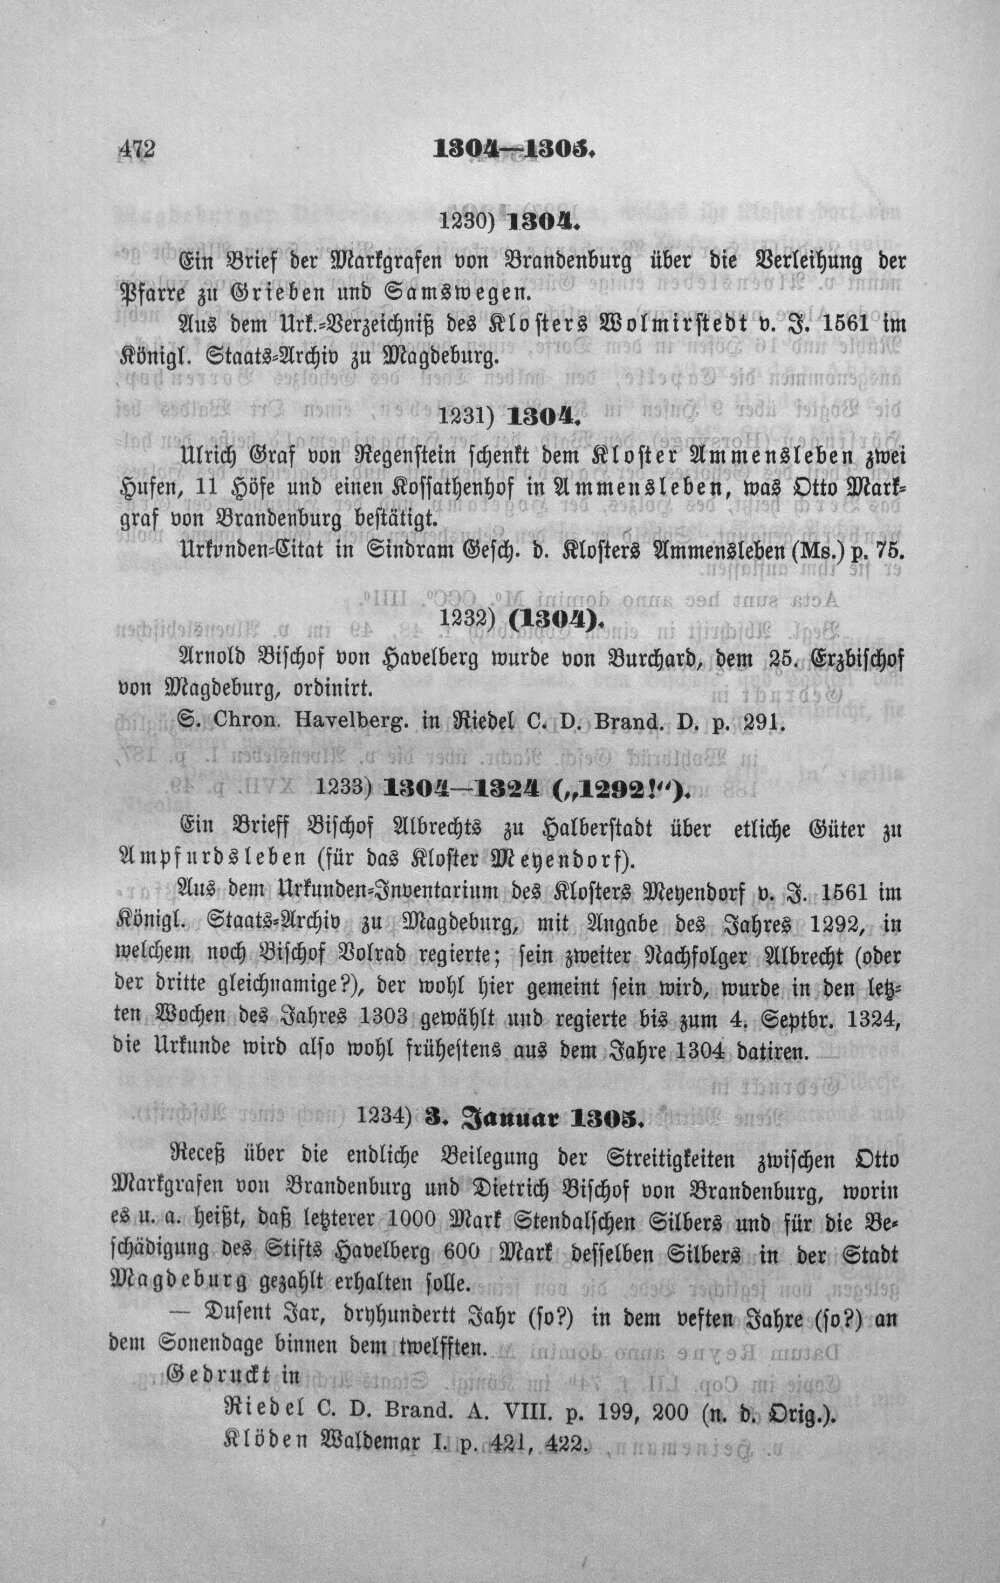 472
1304—1305.
1230) 1304.
Ein Brief der Markgrafen von Brandenburg über die Verleihung der
Pfarre zu Grieben und Samswegen.
Aus dem Urk.-Verzeichniß des Klosters Wolmirstedt v. J. 1561 im
Königl. Staats-Archiv zu Magdeburg.
1231) 1304.
Ulrich Graf von Regenstein schenkt dem Kloster Ammensleben zwei
Hufen, 11 Höfe und einen Kossathenhof in Ammensleben, was Otto Mark-
graf von Brandenburg bestätigt.
Urkunden-Citat in Sindram Gesch. d. Klosters Ammensleben (Ms.) p. 75.
1232) (1304).
Arnold Bischof von Havelberg wurde von Burchard, dem 25. Erzbischof
von Magdeburg, ordinirt.
S. Chron. Havelberg. in Riedel C. D. Brand. D. p. 291.
1233) 1304—1324 („1292!“).
Ein Brieff Bischof Albrechts zu Halberstadt über etliche Güter zu
Ampfurdsleben (für das Kloster Meyendorf).
Aus dem Urkunden-Inventarium des Klosters Meyendorf v. J. 1561 im
Königl. Staats-Archiv zu Magdeburg, mit Angabe des Jahres 1292, in
welchem noch Bischof Volrad regierte; sein zweiter Nachfolger Albrecht (oder
der dritte gleichnamige?), der wohl hier gemeint sein wird, wurde in den letz-
ten Wochen des Jahres 1303 gewählt und regierte bis zum 4. Septbr. 1324,
die Urkunde wird also wohl frühestens aus dem Jahre 1304 datiren.
1234) 3. Januar 1305.
Receß über die endliche Beilegung der Streitigkeiten zwischen Otto
Markgrafen von Brandenburg und Dietrich Bischof von Brandenburg, worin
es u. a. heißt, daß letzterer 1000 Mark Stendalschen Silbers und für die Be-
schädigung des Stifts Havelberg 600 Mark desselben Silbers in der Stadt
Magdeburg gezahlt erhalten solle.
— Dusent Jar, dryhundertt Jahr (so?) in dem veften Jahre (so?) an
dem Sonendage binnen dem twelfften.
Gedruckt in
Riedel C. D. Brand. A. VIII. p. 199, 200 (n. d. Orig.).
Klöden Waldemar I. p. 421, 422.